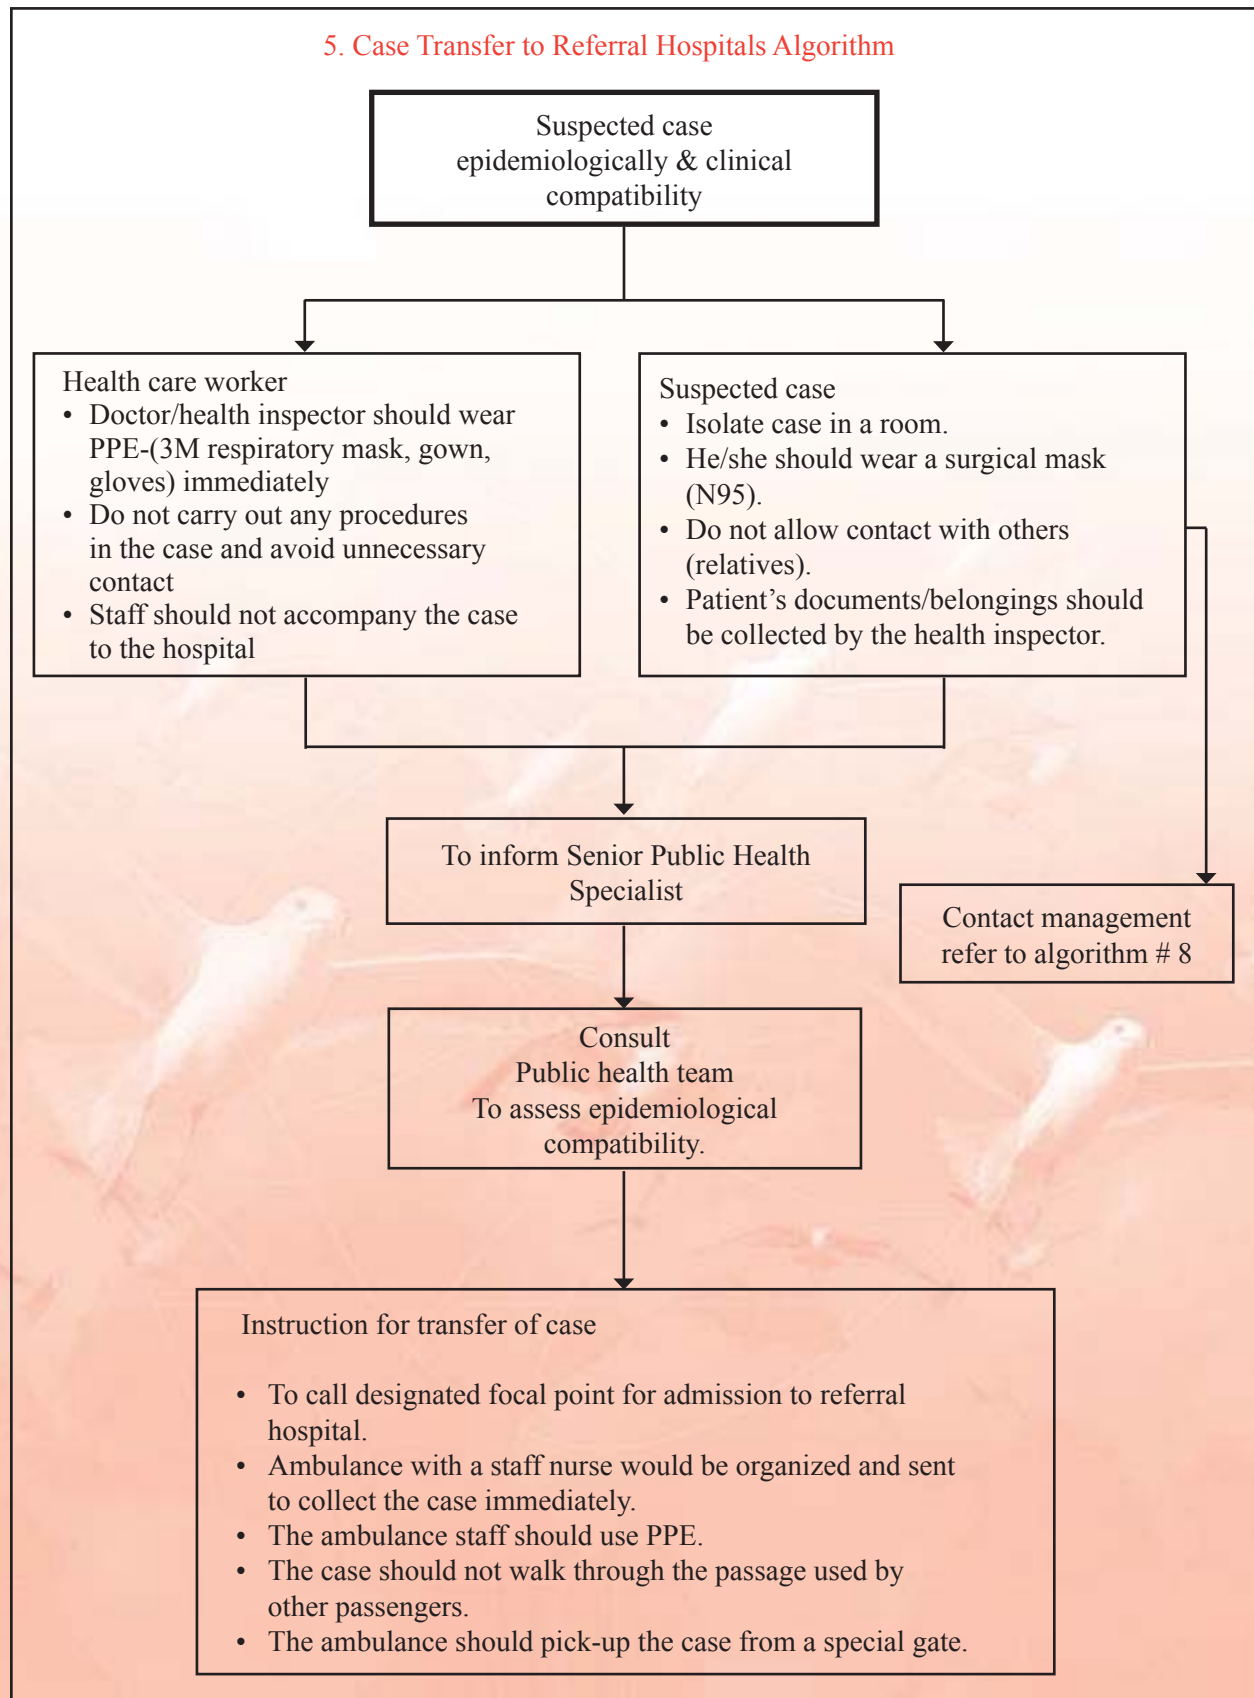 5. Case Transfer to Referral Hospitals Algorithm
Suspected case
epidemiologically & clinical
compatibility
Health care worker
• Doctor/health inspector should wear
PPE-(3M respiratory mask, gown,
gloves) immediately
• Do not carry out any procedures
in the case and avoid unnecessary
contact
• Staff should not accompany the case
to the hospital
Suspected case
• Isolate case in a room.
• He/she should wear a surgical mask
(N95).
• Do not allow contact with others
(relatives).
• Patient’s documents/belongings should
be collected by the health inspector.
To inform Senior Public Health
Specialist
Contact management
refer to algorithm # 8
Consult
Public health team
To assess epidemiological
compatibility.
Instruction for transfer of case
• To call designated focal point for admission to referral
hospital.
• Ambulance with a staff nurse would be organized and sent
to collect the case immediately.
• The ambulance staff should use PPE.
• The case should not walk through the passage used by
other passengers.
• The ambulance should pick-up the case from a special gate.